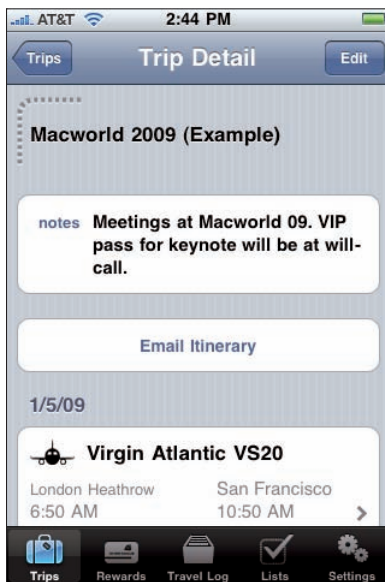 AT&T 2:44 PM
Trips Trip Detail Edit
Macworld 2009 (Example)
notes Meetings at Macworld 09. VIP
pass for keynote will be at will-
call.
Email Itinerary
1/5/09
Virgin Atlantic VS20
London Heathrow San Francisco
6:50 AM 10:50 AM
Trips Rewards Travel Log Lists Settings